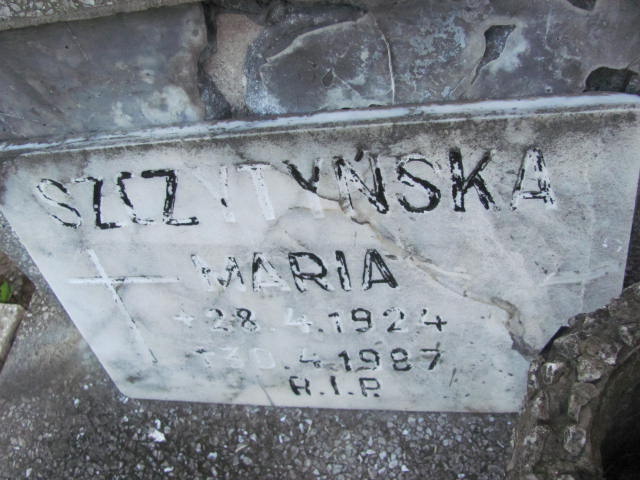 SZCZYTYŃSKA
MARIA
+28.4.1924
†30.4.1987
R.I.P.